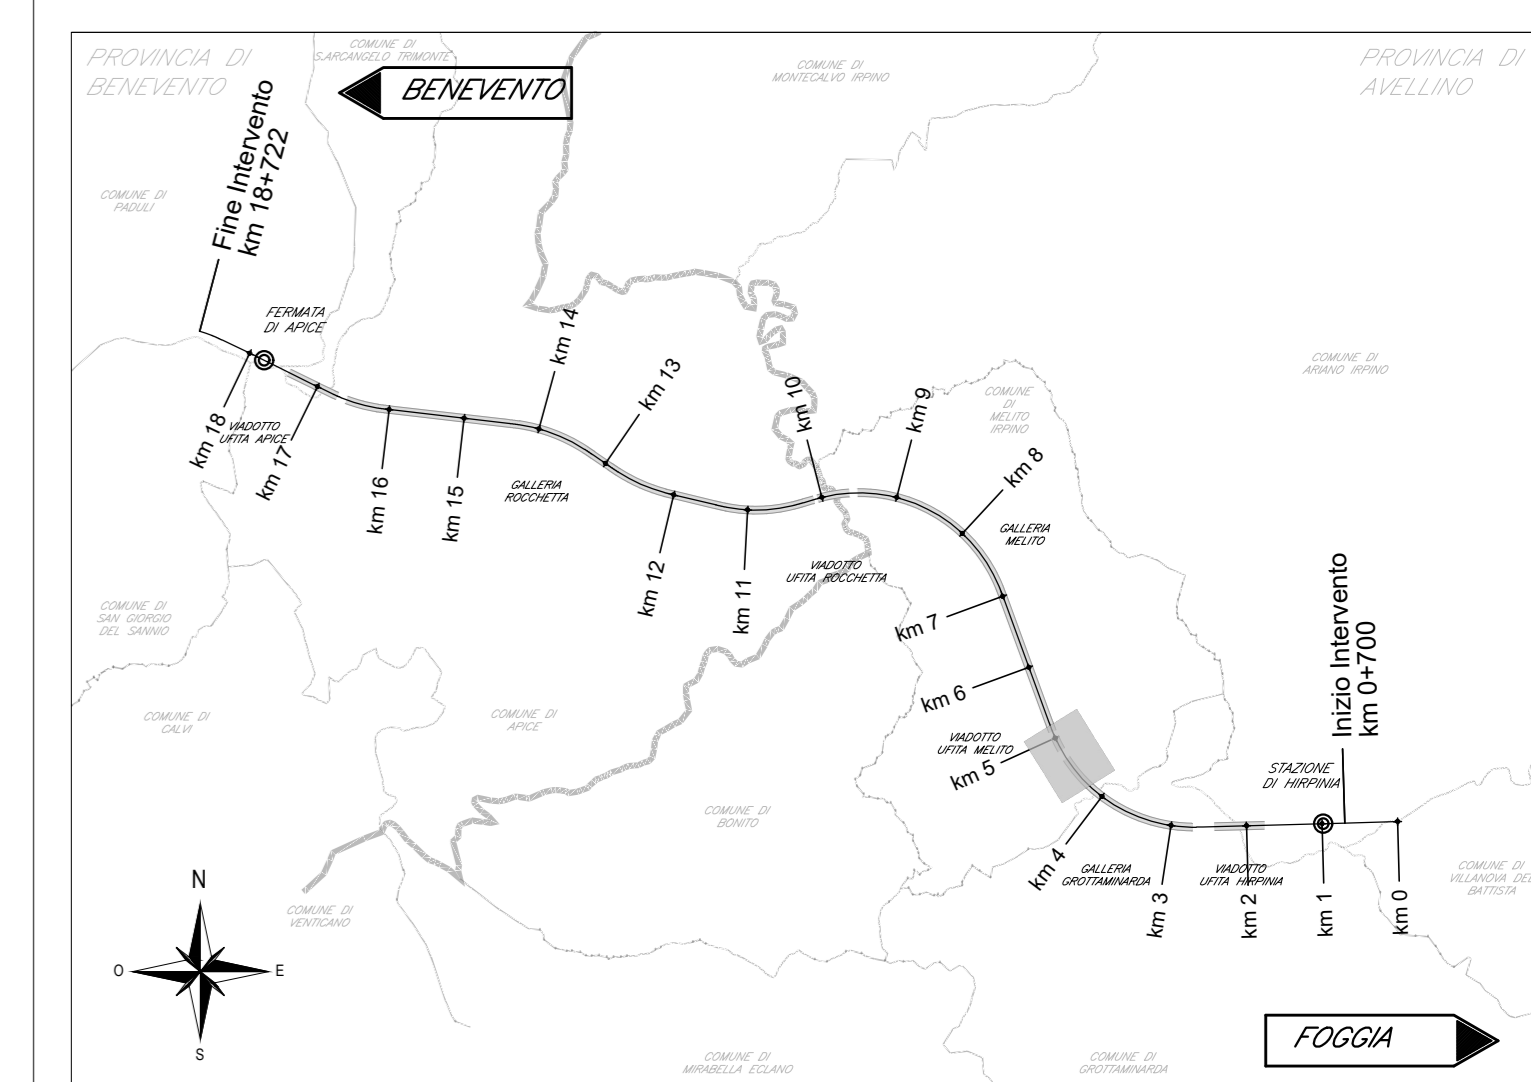 PROVINCIA DI
BENEVENTO
COMUNE DI
S.ARCANGELO TRIMONTE
BENEVENTO
COMUNE DI
MONTECALVO IRPINO
PROVINCIA DI
AVELLINO
Fine Intervento
km 18+722
COMUNE DI
PADULI
FERMATA
DI APICE
km 14
km 13
km 10
km 9
COMUNE
DI
MELITO
IRPINO
COMUNE DI
ARIANO IRPINO
km 18
VIADOTTO
UFITA APICE
km 17
km 16
km 15
GALLERIA
ROCCHETTA
km 8
GALLERIA
MELITO
km 12
km 11
VIADOTTO
UFITA ROCCHETTA
km 7
Inizio Intervento
km 0+700
COMUNE DI
SAN GIORGIO
DEL SANNIO
km 6
COMUNE DI
CALVI
COMUNE DI
APICE
VIADOTTO
UFITA MELITO
km 5
STAZIONE
DI HIRPINIA
COMUNE DI
BONITO
km 4
GALLERIA
GROTTAMINARDA
VIADOTTO
UFITA HIRPINIA
COMUNE DI
VILLANOVA DEL
BATTISTA
km 3
km 2
km 1
km 0
N
COMUNE DI
VENTICANO
O
E
S
FOGGIA
COMUNE DI
MIRABELLA ECLANO
COMUNE DI
GROTTAMINARDA